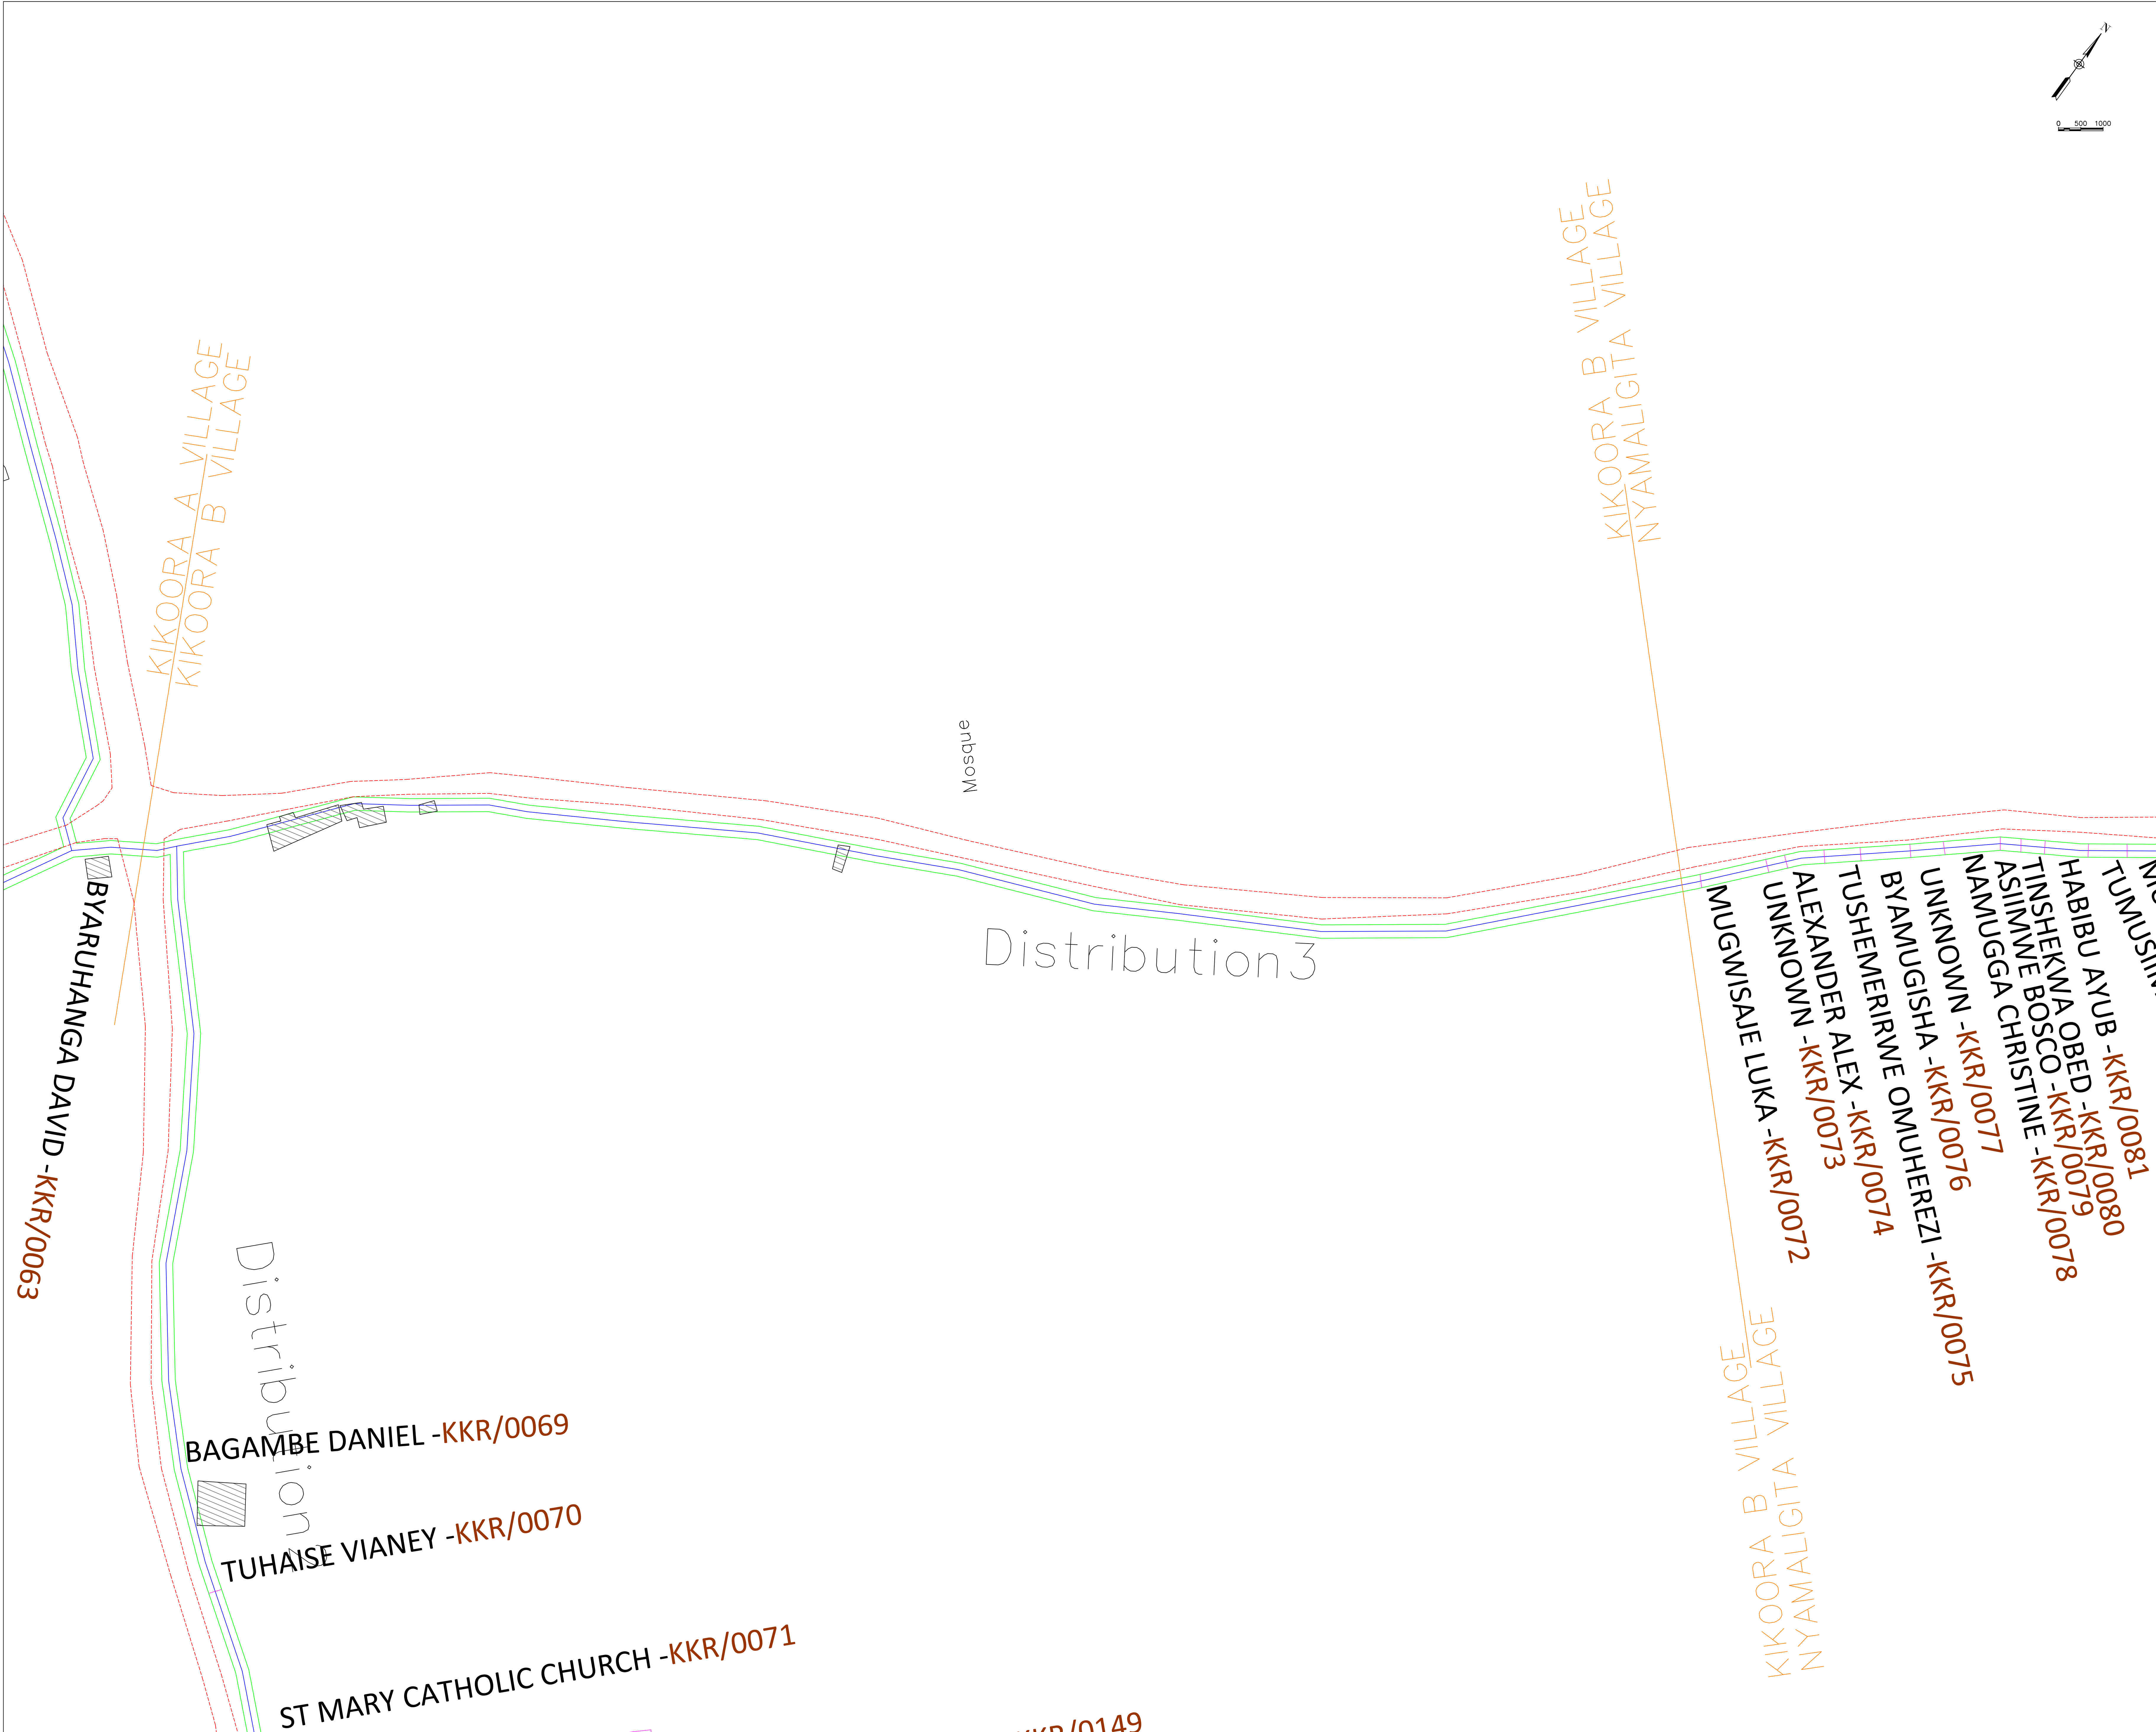 N
0 500 1000
KIKOORA A VILLAGE
KIKOORA B VILLAGE
KIKOORA B VILLAGE
NYAMALIGITA VILLAGE
Mosque
Distribution3
BYARUHANGA DAVID -KKR/0063
MUGWISAJE LUKA -KKR/0072
UNKNOWN -KKR/0073
ALEXANDER ALEX -KKR/0074
TUSHEMERIRWE OMUHEREZI -KKR/0075
BYAMUGISHA -KKR/0076
UNKNOWN -KKR/0077
NAMUGGA CHRISTINE -KKR/0078
ASIIMWE BOSCO -KKR/0079
TINSHEKWA OBED -KKR/0080
HABIBU AYUB -KKR/0081
Distribution
BAGAMBE DANIEL -KKR/0069
TUHAISE VIANEY -KKR/0070
ST MARY CATHOLIC CHURCH -KKR/0071
KIKOORA B VILLAGE
NYAMALIGITA VILLAGE
KKR/0149